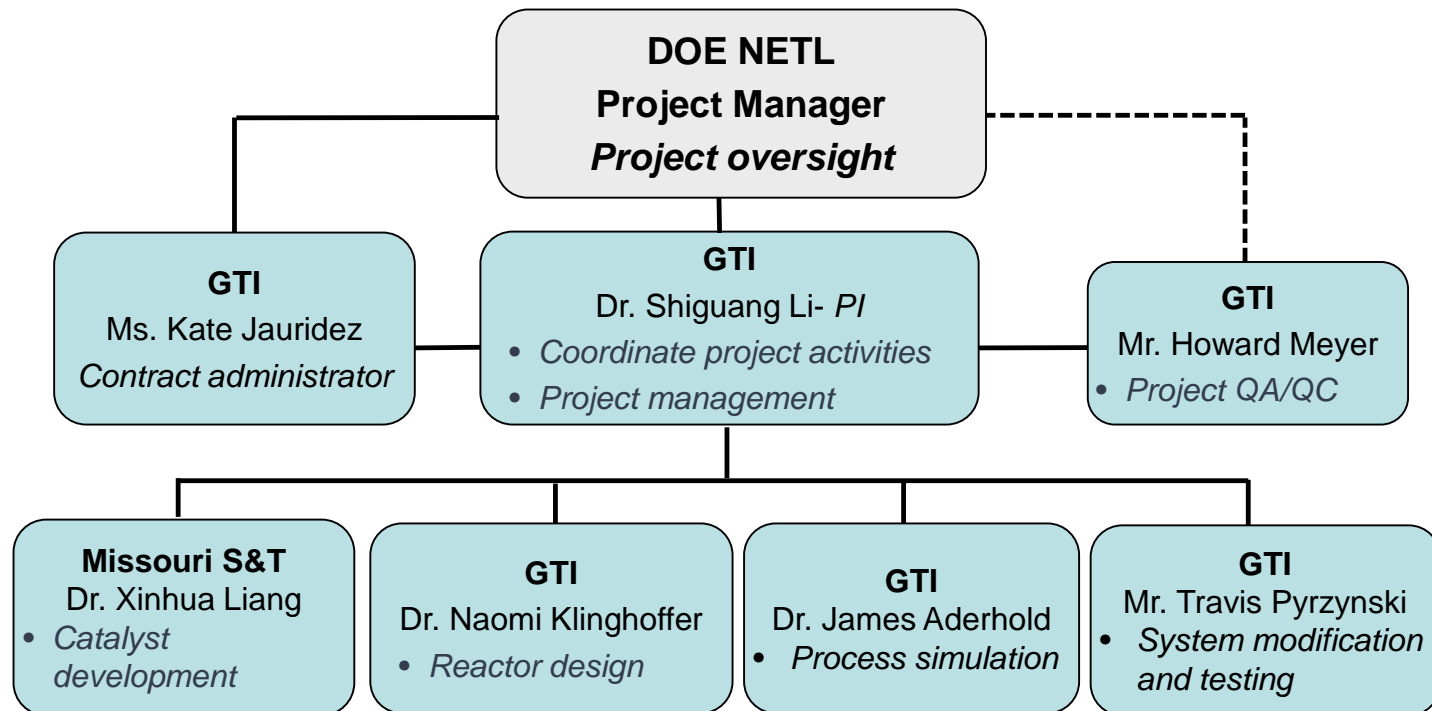 DOE NETL
Project Manager
Project oversight
GTI
Ms. Kate Jauridez
Contract administrator
GTI
Dr. Shiguang Li- PI
• Coordinate project activities
• Project management
GTI
Mr. Howard Meyer
• Project QA/QC
Missouri S&T
Dr. Xinhua Liang
• Catalyst
development
GTI
Dr. Naomi Klinghoffer
• Reactor design
GTI
Dr. James Aderhold
• Process simulation
GTI
Mr. Travis Pyrzynski
• System modification
and testing